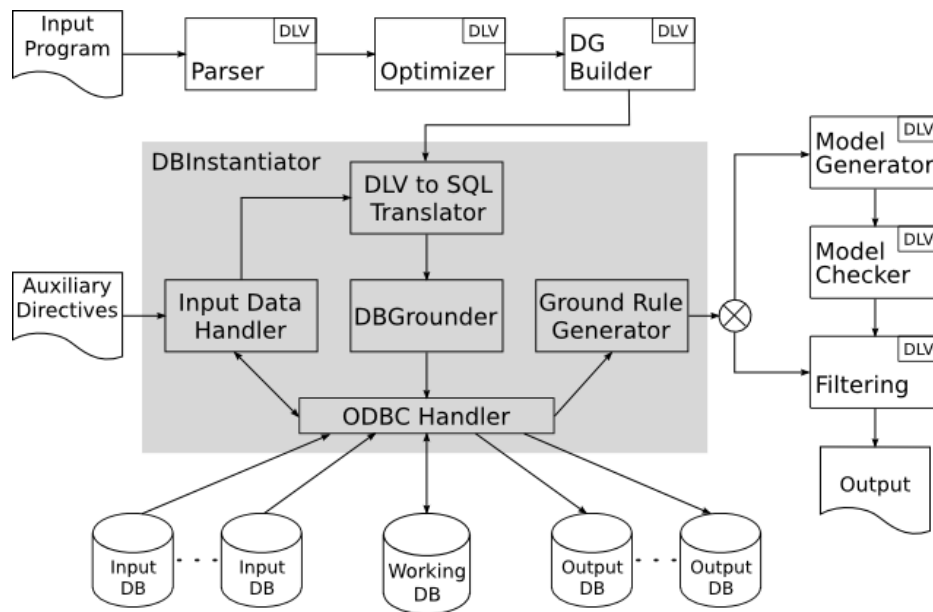 Input
Program
DLV
Parser
DLV
Optimizer
DLV
DG
Builder
DBInstantiator
DLV to SQL
Translator
DLV
Model
Generator
DLV
Model
Checker
Auxiliary
Directives
Input Data
Handler
DBGrounder
Ground Rule
Generator
DLV
Filtering
ODBC Handler
Output
Input
DB
Input
DB
Working
DB
Output
DB
Output
DB